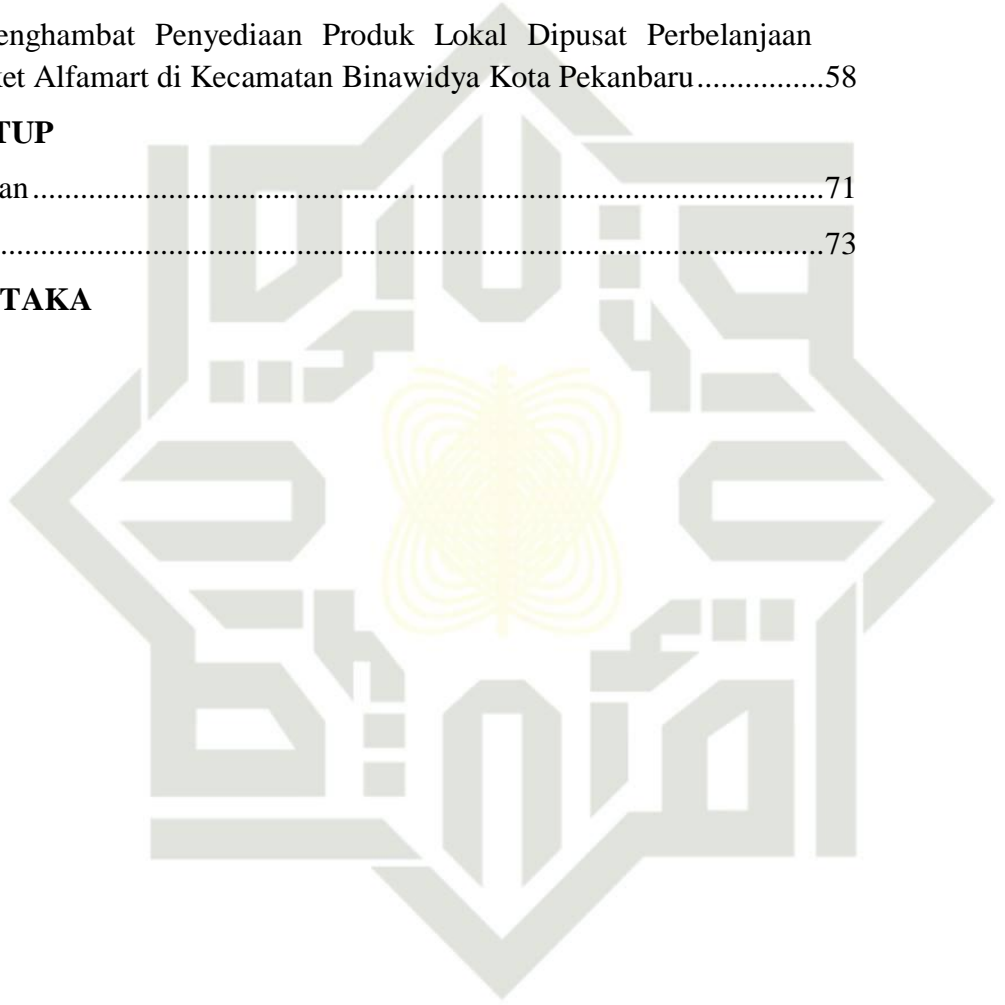 enghambat Penyediaan Produk Lokal Dipusat Perbelanjaan
ket Alfamart di Kecamatan Binawidya Kota Pekanbaru................58
TUP
an....................................................................................................71
........................................................................................................73
TAKA